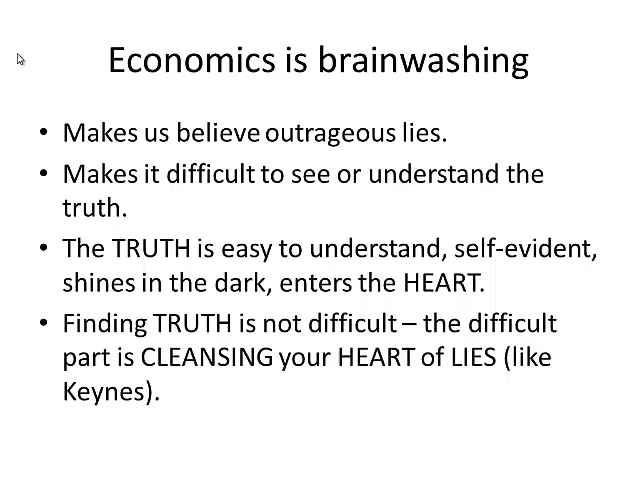 Economics is brainwashing
• Makes us believe outrageous lies.
• Makes it difficult to see or understand the
truth.
• The TRUTH is easy to understand, self-evident,
shines in the dark, enters the HEART.
• Finding TRUTH is not difficult – the difficult
part is CLEANSING your HEART of LIES (like
Keynes).